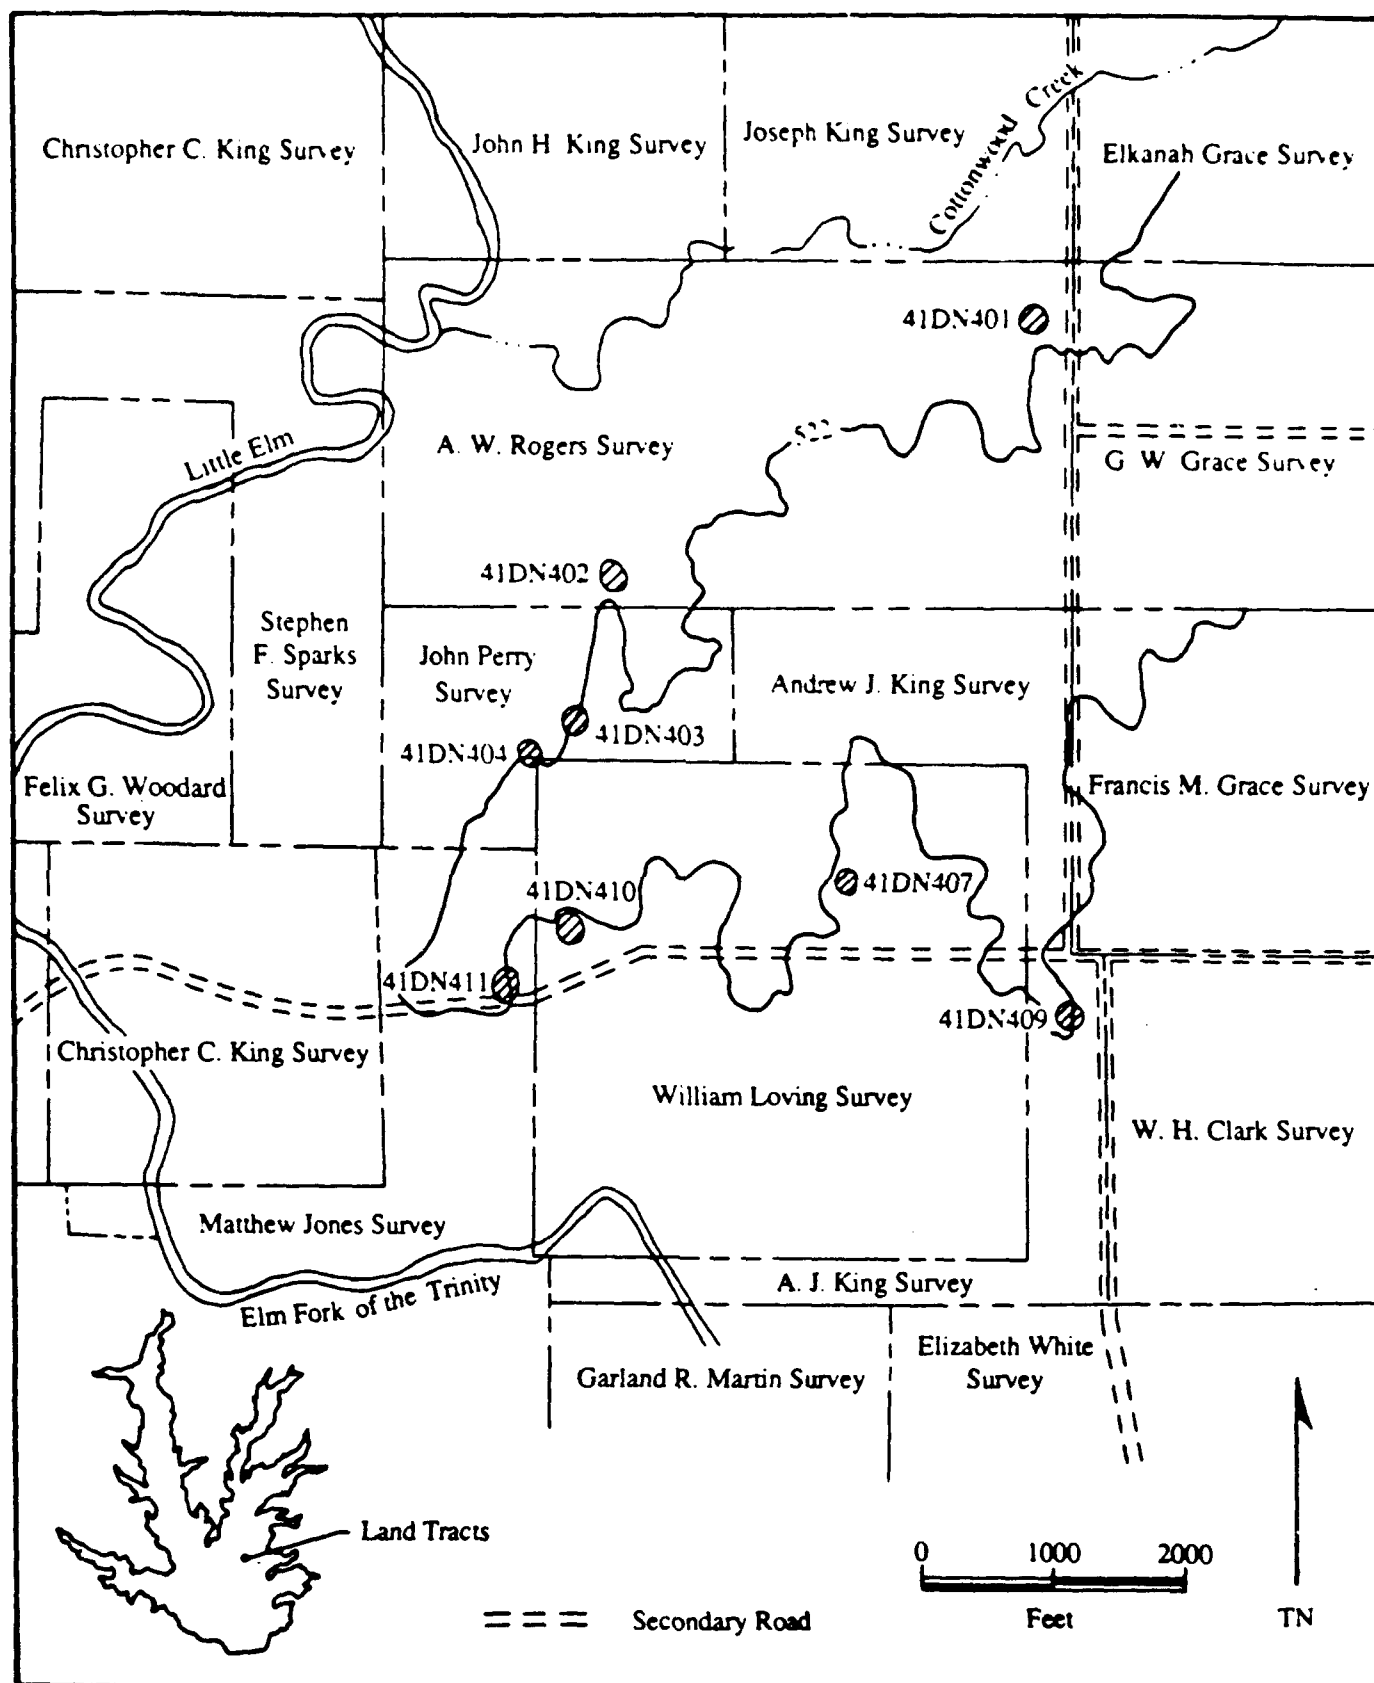 Christopher C. King Survey
John H King Survey
Joseph King Survey
Cottonwood Creek
Elkanah Grace Survey
41DN401
Little Elm
A. W. Rogers Survey
522
G W Grace Survey
41DN402
Stephen
F. Sparks
Survey
John Perry
Survey
Andrew J. King Survey
41DN403
41DN404
Felix G. Woodard
Survey
Francis M. Grace Survey
41DN410
41DN407
41DN411
41DN409
Christopher C. King Survey
William Loving Survey
W. H. Clark Survey
Matthew Jones Survey
A. J. King Survey
Elm Fork of the Trinity
Garland R. Martin Survey
Elizabeth White
Survey
Land Tracts
0 1000 2000
Feet
Secondary Road
TN